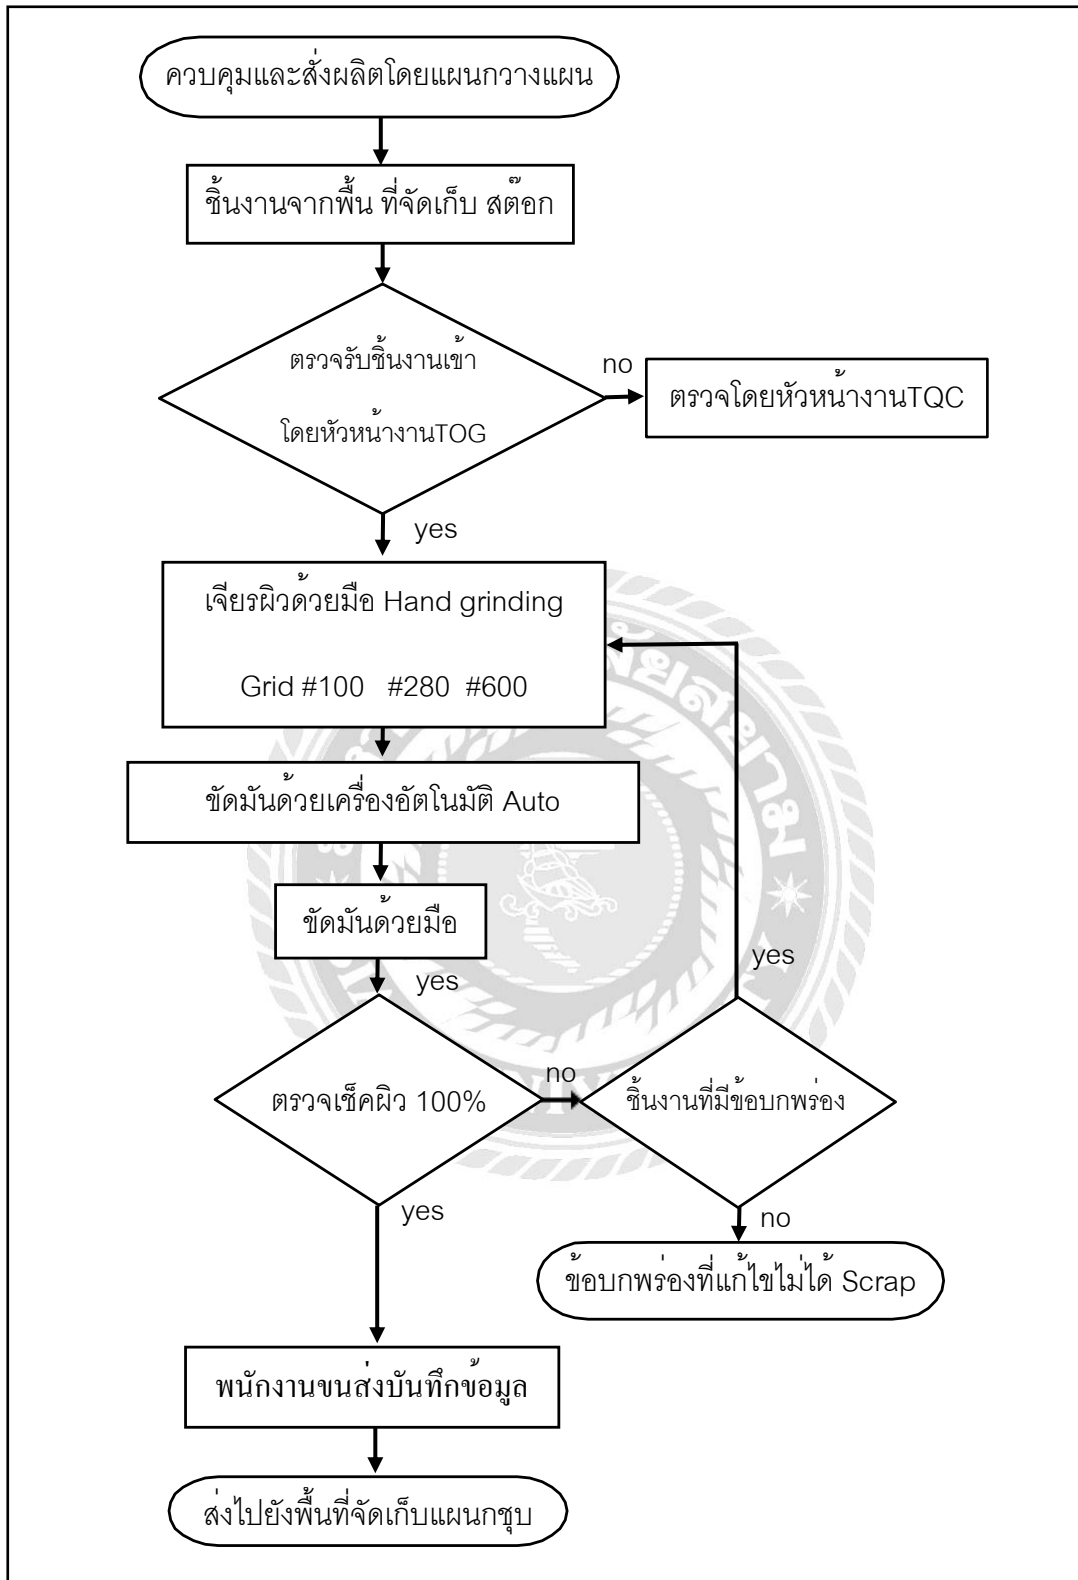 ควบคุมและสั่งผลิตโดยแผนกวางแผน
ชิ้นงานจากพื้น ที่จัดเก็บ สต๊อก
ตรวจรับชิ้นงานเข้า
โดยหัวหน้างานTOG
no
ตรวจโดยหัวหน้างานTQC
yes
เจียรผิวด้วยมือ Hand grinding
Grid #100 #280 #600
ขัดมันด้วยเครื่องอัตโนมัติ Auto
ขัดมันด้วยมือ
yes
yes
ตรวจเช็คผิว 100%
no
ชิ้นงานที่มีข้อบกพร่อง
yes
no
ข้อบกพร่องที่แก้ไขไม่ได้ Scrap
พนักงานขนส่งบันทึกข้อมูล
ส่งไปยังพื้นที่จัดเก็บแผนกชุบ